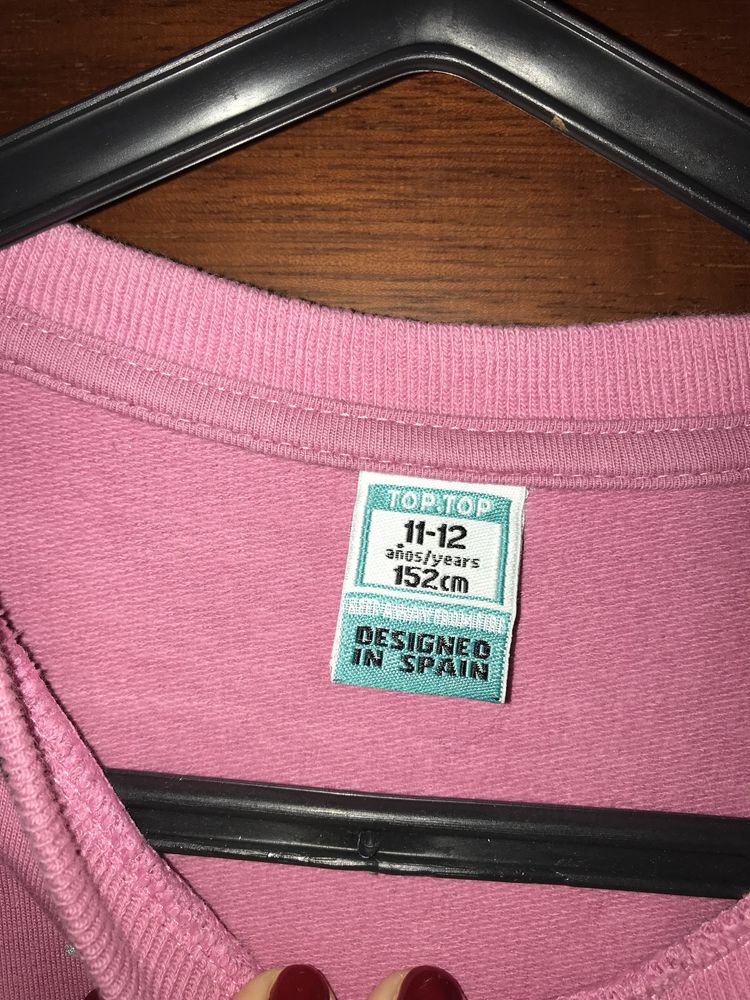 TOP·TOP
11-12
años/years
152cm
DESIGNED
IN SPAIN